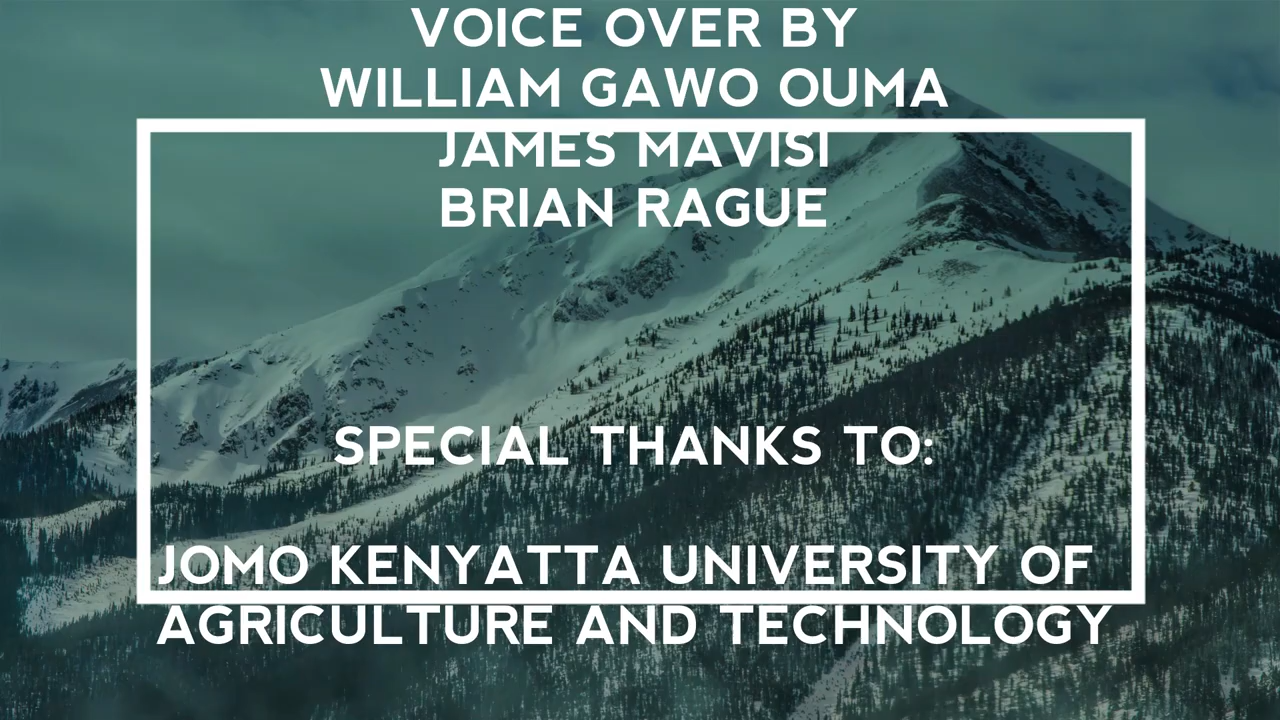 VOICE OVER BY
WILLIAM GAWO OUMA
JAMES MAVISI
BRIAN RAGUE
SPECIAL THANKS TO:
JOMO KENYATTA UNIVERSITY OF
AGRICULTURE AND TECHNOLOGY